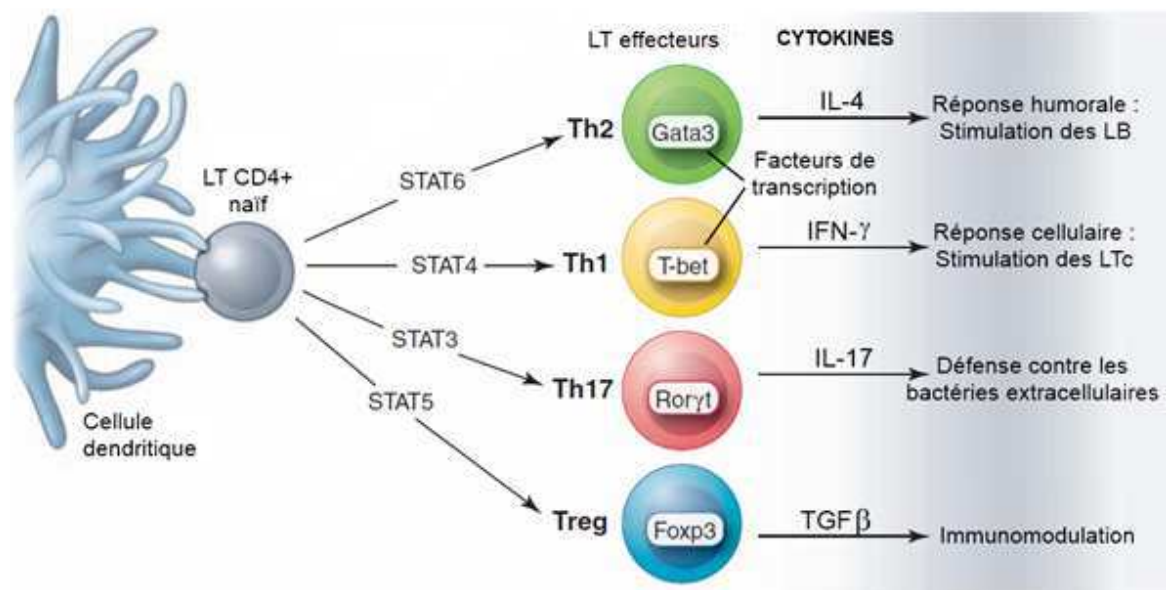 LT effecteurs
CYTOKINES
Th2
Gata3
IL-4
Réponse humorale :
Stimulation des LB
STAT6
Facteurs de
transcription
LT CD4+
naïf
STAT4
Th1
T-bet
IFN-γ
Réponse cellulaire :
Stimulation des LTc
STAT3
Th17
Rorγt
IL-17
Défense contre les
bactéries extracellulaires
STAT5
Cellule
dendritique
Treg
Foxp3
TGFβ
Immunomodulation